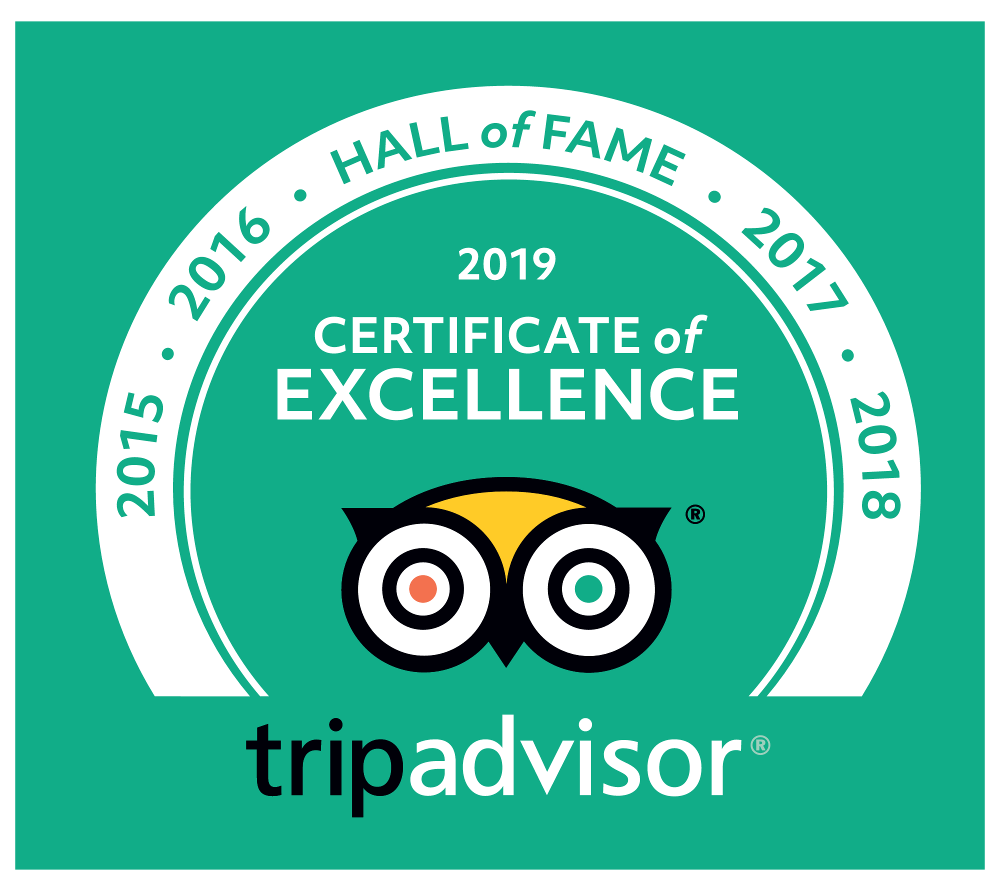 2015 • 2016 • HALL of FAME • 2017 • 2018
2019
CERTIFICATE of
EXCELLENCE
®
tripadvisor®